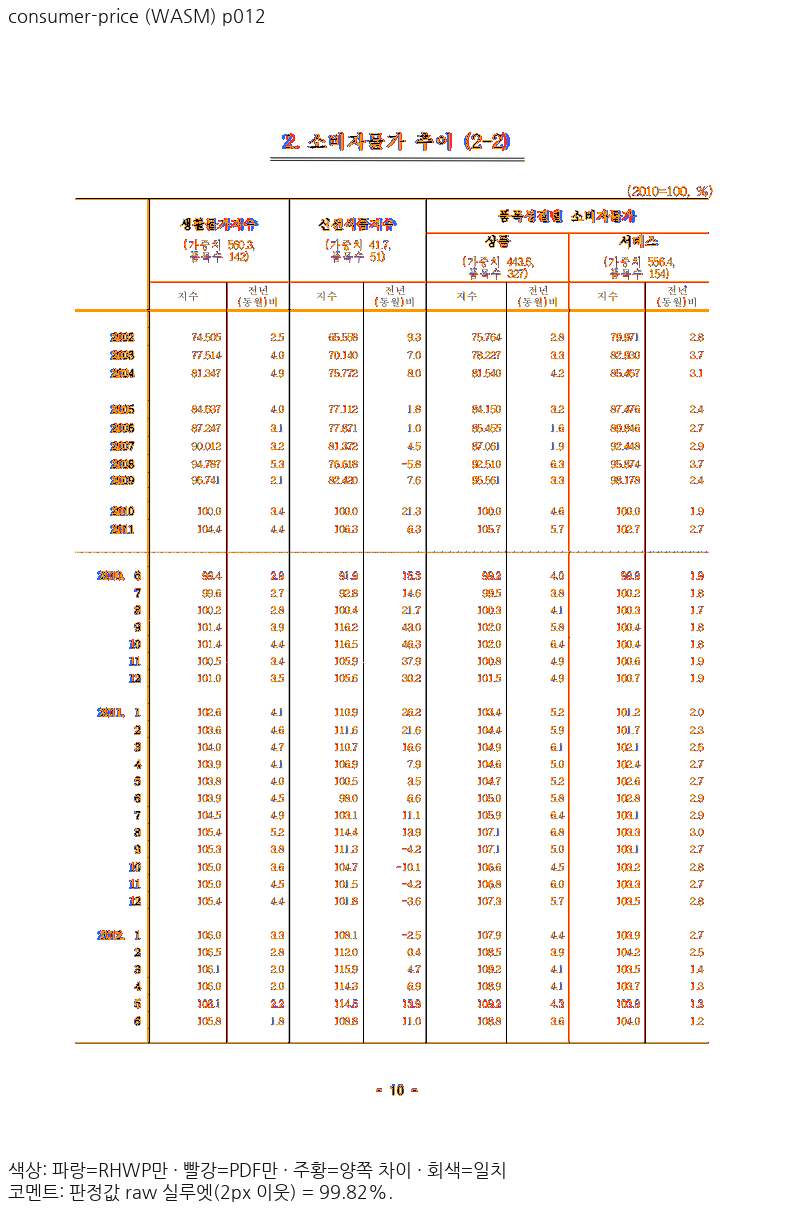 consumer-price (WASM) p012
2. 소비자물가 추이 (2-2)
(2010=100, %)
생활물가지수 신선식품지수 품목성질별 소비자물가
(가중치 560.3, 품목수 142) (가중치 41.7, 품목수 51) 상품 (가중치 443.6, 품목수 327) 서비스 (가중치 556.4, 품목수 154)
지수 전년(동월)비 지수 전년(동월)비 지수 전년(동월)비 지수 전년(동월)비
2002 74.505 2.5 65.558 9.3 75.764 2.8 79.971 2.8
2003 77.514 4.0 70.140 7.0 78.227 3.3 82.930 3.7
2004 81.347 4.9 75.772 8.0 81.540 4.2 85.457 3.1
2005 84.637 4.0 77.112 1.8 84.150 3.2 87.476 2.4
2006 87.247 3.1 77.871 1.0 85.455 1.6 89.846 2.7
2007 90.012 3.2 81.372 4.5 87.061 1.9 92.448 2.9
2008 94.787 5.3 76.618 -5.8 92.510 6.3 95.874 3.7
2009 96.741 2.1 82.420 7.6 95.561 3.3 98.178 2.4
2010 100.0 3.4 100.0 21.3 100.0 4.6 100.0 1.9
2011 104.4 4.4 106.3 6.3 105.7 5.7 102.7 2.7
2010. 6 4.0 1.9
7 99.6 2.7 92.8 14.6 99.5 3.8 100.2 1.8
8 100.2 2.8 100.4 21.7 100.3 4.1 100.3 1.7
9 101.4 3.9 116.2 43.0 102.0 5.8 100.4 1.8
10 101.4 4.4 116.5 46.3 102.0 6.4 100.4 1.8
11 100.5 3.4 105.9 37.9 100.8 4.9 100.6 1.9
12 101.0 3.5 105.6 30.2 101.5 4.9 100.7 1.9
2011. 1 102.6 4.1 110.9 26.2 103.4 5.2 101.2 2.0
2 103.6 4.6 111.6 21.6 104.4 5.9 101.7 2.3
3 104.0 4.7 110.7 16.6 104.9 6.1 102.1 2.5
4 103.9 4.1 106.9 7.9 104.6 5.0 102.4 2.7
5 103.8 4.0 100.5 3.5 104.7 5.2 102.6 2.7
6 103.9 4.5 98.0 6.6 105.0 5.8 102.8 2.9
7 104.5 4.9 103.1 11.1 105.9 6.4 103.1 2.9
8 105.4 5.2 114.4 13.9 107.1 6.8 103.3 3.0
9 105.3 3.8 111.3 -4.2 107.1 5.0 103.1 2.7
10 105.0 3.6 104.7 -10.1 106.6 4.5 103.2 2.8
11 105.0 4.5 101.5 -4.2 106.8 6.0 103.3 2.7
12 105.4 4.4 101.8 -3.6 107.3 5.7 103.5 2.8
2012. 1 106.0 3.3 108.1 -2.5 107.9 4.4 103.9 2.7
2 106.5 2.8 112.0 0.4 108.5 3.9 104.2 2.5
3 106.1 2.0 115.9 4.7 109.2 4.1 103.5 1.4
4 106.0 2.0 114.3 6.9 108.9 4.1 103.7 1.3
5 106.1 2.2 114.5 13.9 109.2 4.3 1.3
6 105.8 1.8 108.8 11.0 108.8 3.6 104.0 1.2
- 10 -
색상: 파랑=RHWP만 · 빨강=PDF만 · 주황=양쪽 차이 · 회색=일치
코멘트: 판정값 raw 실루엣(2px 이웃) = 99.82%.